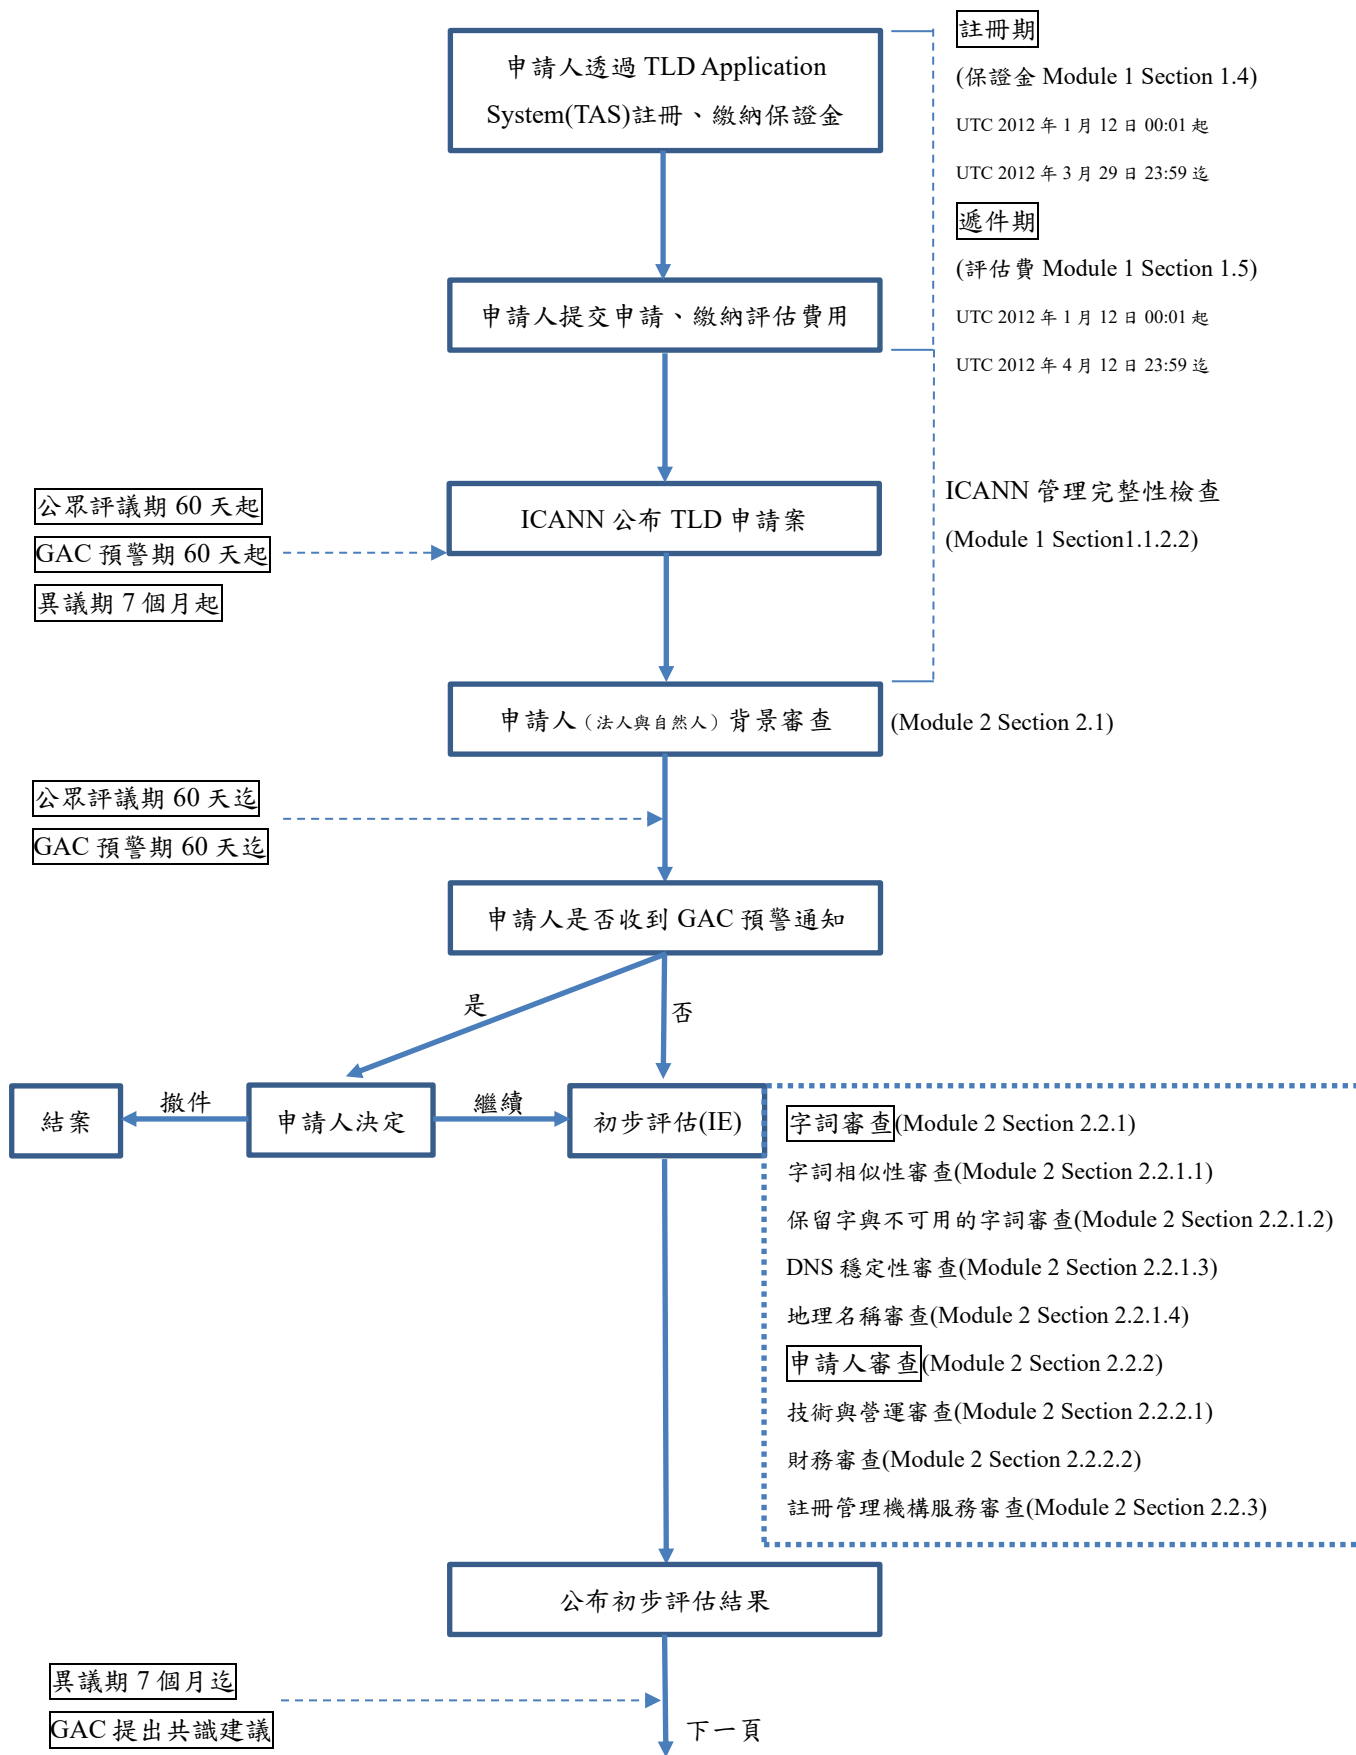 申請人透過 TLD Application
System(TAS)註冊、繳納保證金
註冊期
(保證金 Module 1 Section 1.4)
UTC 2012 年 1 月 12 日 00:01 起
UTC 2012 年 3 月 29 日 23:59 迄
遞件期
(評估費 Module 1 Section 1.5)
UTC 2012 年 1 月 12 日 00:01 起
UTC 2012 年 4 月 12 日 23:59 迄
申請人提交申請、繳納評估費用
ICANN 管理完整性檢查
(Module 1 Section1.1.2.2)
公眾評議期 60 天起
GAC 預警期 60 天起
異議期 7 個月起
ICANN 公布 TLD 申請案
申請人（法人與自然人）背景審查
(Module 2 Section 2.1)
公眾評議期 60 天迄
GAC 預警期 60 天迄
申請人是否收到 GAC 預警通知
是
否
結案
撤件
申請人決定
繼續
初步評估(IE)
字詞審查(Module 2 Section 2.2.1)
字詞相似性審查(Module 2 Section 2.2.1.1)
保留字與不可用的字詞審查(Module 2 Section 2.2.1.2)
DNS 穩定性審查(Module 2 Section 2.2.1.3)
地理名稱審查(Module 2 Section 2.2.1.4)
申請人審查(Module 2 Section 2.2.2)
技術與營運審查(Module 2 Section 2.2.2.1)
財務審查(Module 2 Section 2.2.2.2)
註冊管理機構服務審查(Module 2 Section 2.2.3)
公布初步評估結果
異議期 7 個月迄
GAC 提出共識建議
下一頁